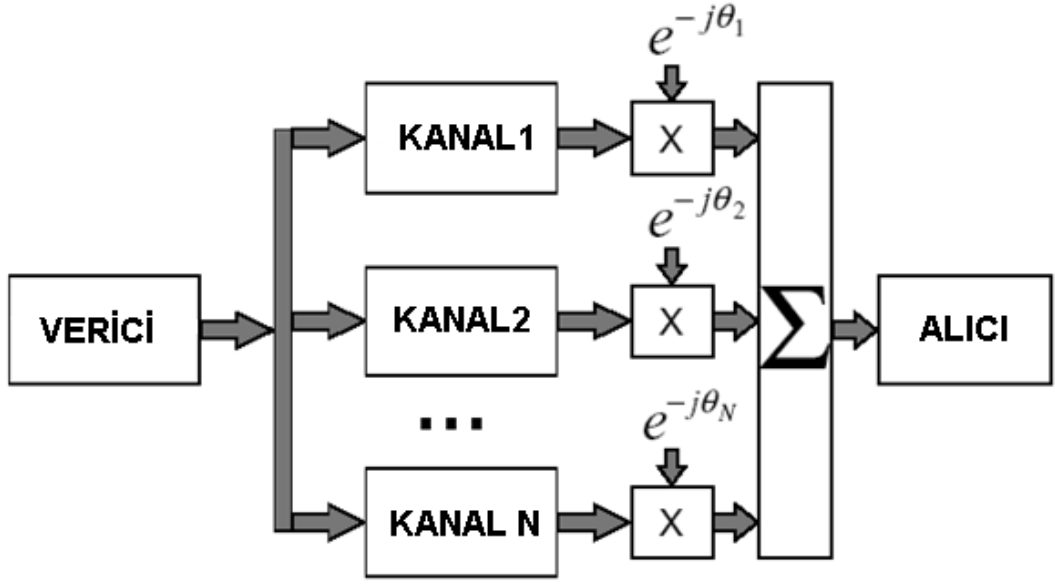 e^{-jθ_1}
KANAL1
X
e^{-jθ_2}
VERİCİ
KANAL2
X
Σ
ALICI
...
e^{-jθ_N}
KANAL N
X